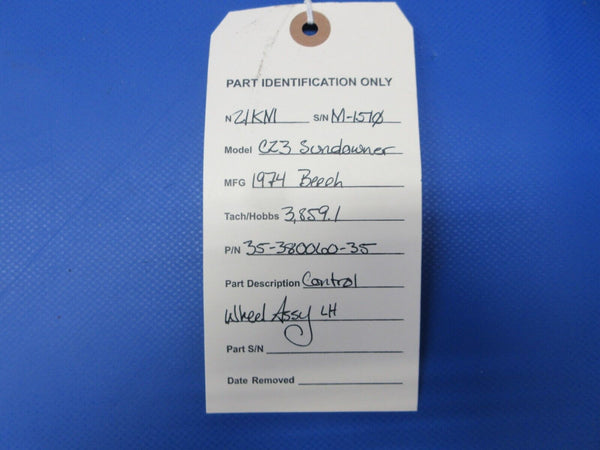 PART IDENTIFICATION ONLY
N 21KM S/N M-1510
Model C23 Sundowner
MFG 1974 Beech
Tach/Hobbs 3,859.1
P/N 35-380060-35
Part Description Control
Wheel Assy LH
Part S/N
Date Removed